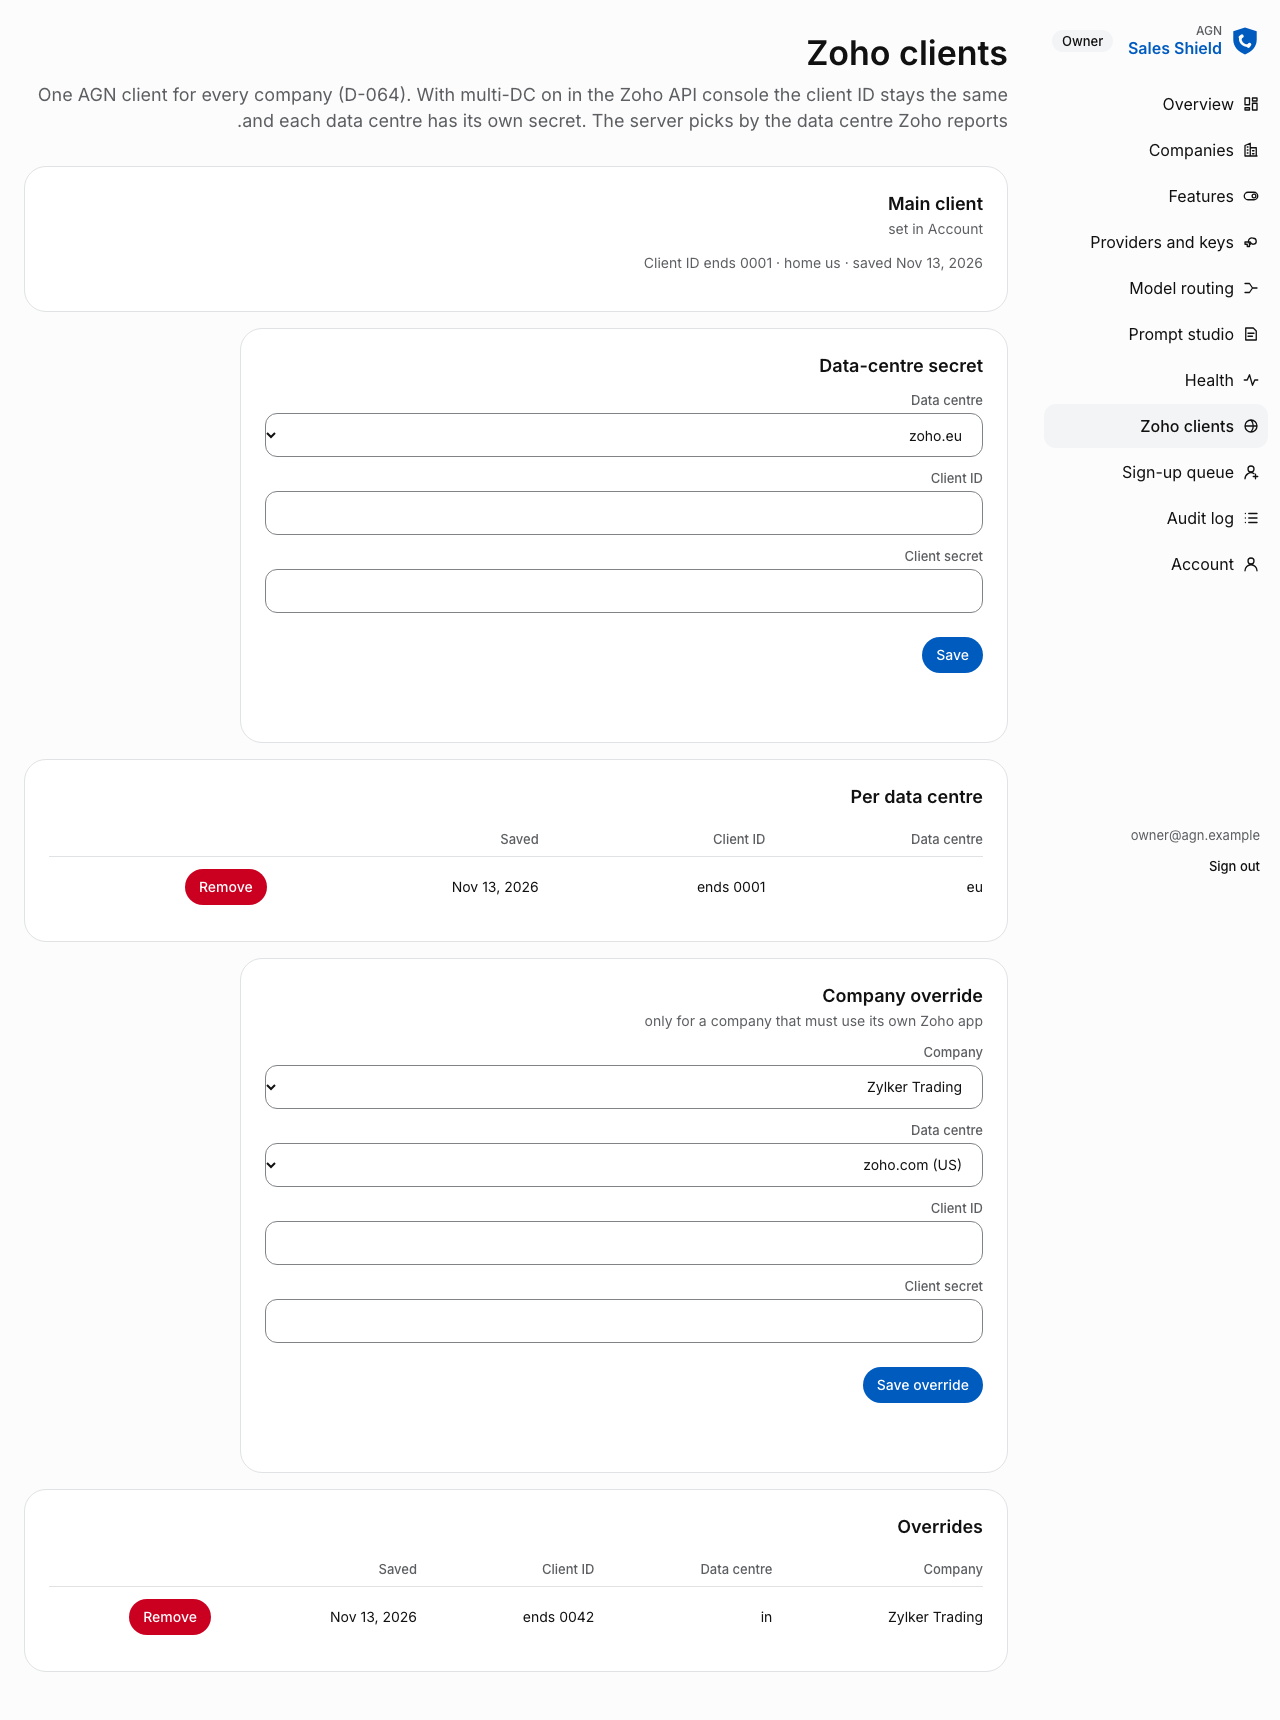 AGN
Sales Shield
Owner
Overview
Companies
Features
Providers and keys
Model routing
Prompt studio
Health
Zoho clients
Sign-up queue
Audit log
Account
owner@agn.example
Sign out
Zoho clients
One AGN client for every company (D-064). With multi-DC on in the Zoho API console the client ID stays the same
and each data centre has its own secret. The server picks by the data centre Zoho reports.
Main client
set in Account
Client ID ends 0001 · home us · saved Nov 13, 2026
Data-centre secret
Data centre
zoho.eu
Client ID
Client secret
Save
Per data centre
Data centre Client ID Saved
eu ends 0001 Nov 13, 2026 Remove
Company override
only for a company that must use its own Zoho app
Company
Zylker Trading
Data centre
zoho.com (US)
Client ID
Client secret
Save override
Overrides
Company Data centre Client ID Saved
Zylker Trading in ends 0042 Nov 13, 2026 Remove